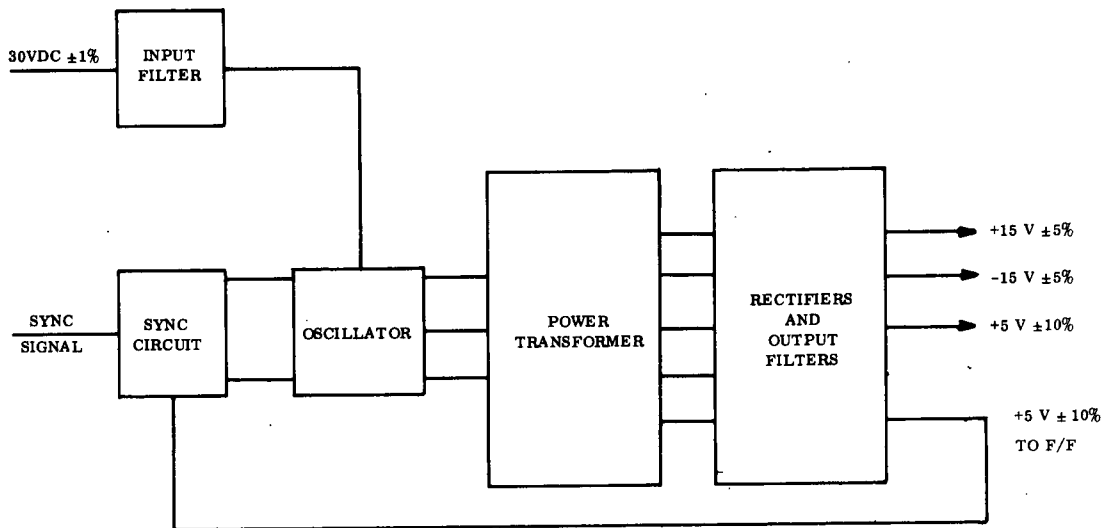 30VDC ±1%
INPUT
FILTER
SYNC
SIGNAL
SYNC
CIRCUIT
OSCILLATOR
POWER
TRANSFORMER
RECTIFIERS
AND
OUTPUT
FILTERS
+15 V ±5%
-15 V ±5%
+5 V ±10%
+5 V ± 10%
TO F/F